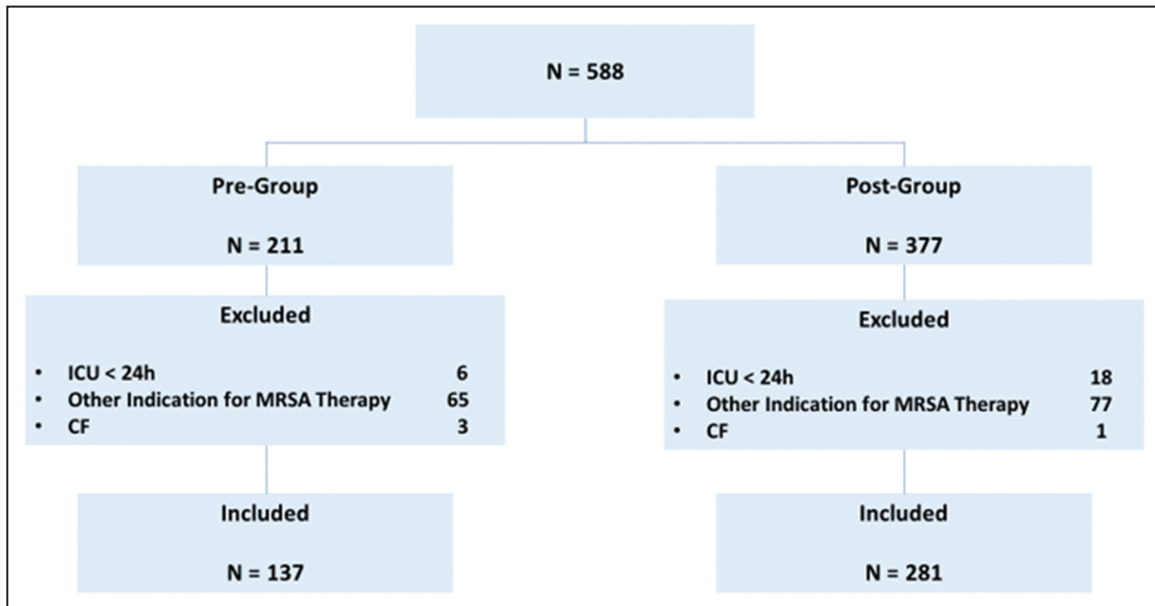 N = 588
Pre-Group
N = 211
Excluded
• ICU < 24h 6
• Other Indication for MRSA Therapy 65
• CF 3
Included
N = 137
Post-Group
N = 377
Excluded
• ICU < 24h 18
• Other Indication for MRSA Therapy 77
• CF 1
Included
N = 281